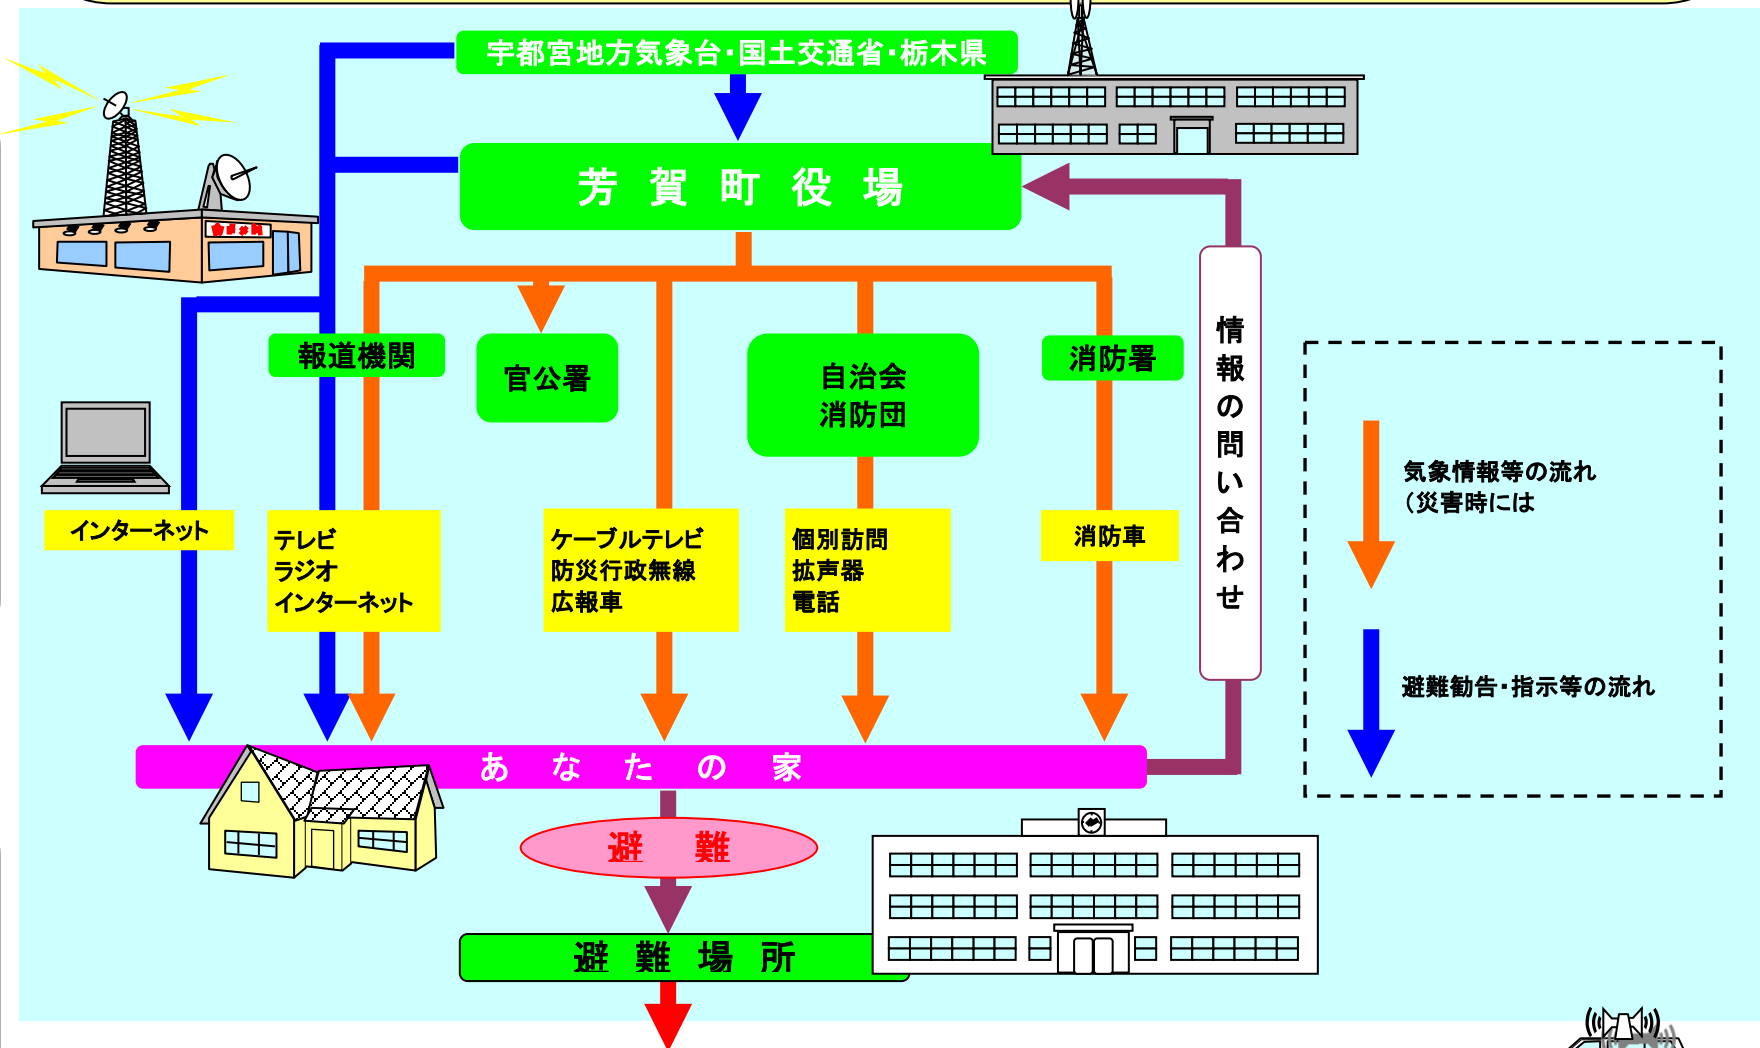 宇都宮地方気象台・国土交通省・栃木県
芳賀町役場
報道機関
官公署
自治会
消防団
消防署
情報の問い合わせ
気象情報等の流れ
（災害時には
避難勧告・指示等の流れ
インターネット
テレビ
ラジオ
インターネット
ケーブルテレビ
防災行政無線
広報車
個別訪問
拡声器
電話
消防車
あなたの家
避難
避難場所